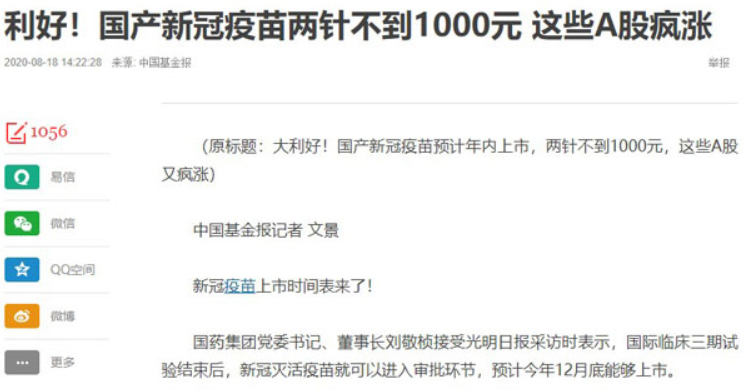 利好！国产新冠疫苗两针不到1000元 这些A股疯涨
2020-08-18 14:22:28 来源: 中国基金报 举报
1056
（原标题：大利好！国产新冠疫苗预计年内上市，两针不到1000元，这些A股
又疯涨）
易信
微信
中国基金报记者 文景
QQ空间
新冠疫苗上市时间表来了！
微博
国药集团党委书记、董事长刘敬桢接受光明日报采访时表示，国际临床三期试
更多
验结束后，新冠灭活疫苗就可以进入审批环节，预计今年12月底能够上市。